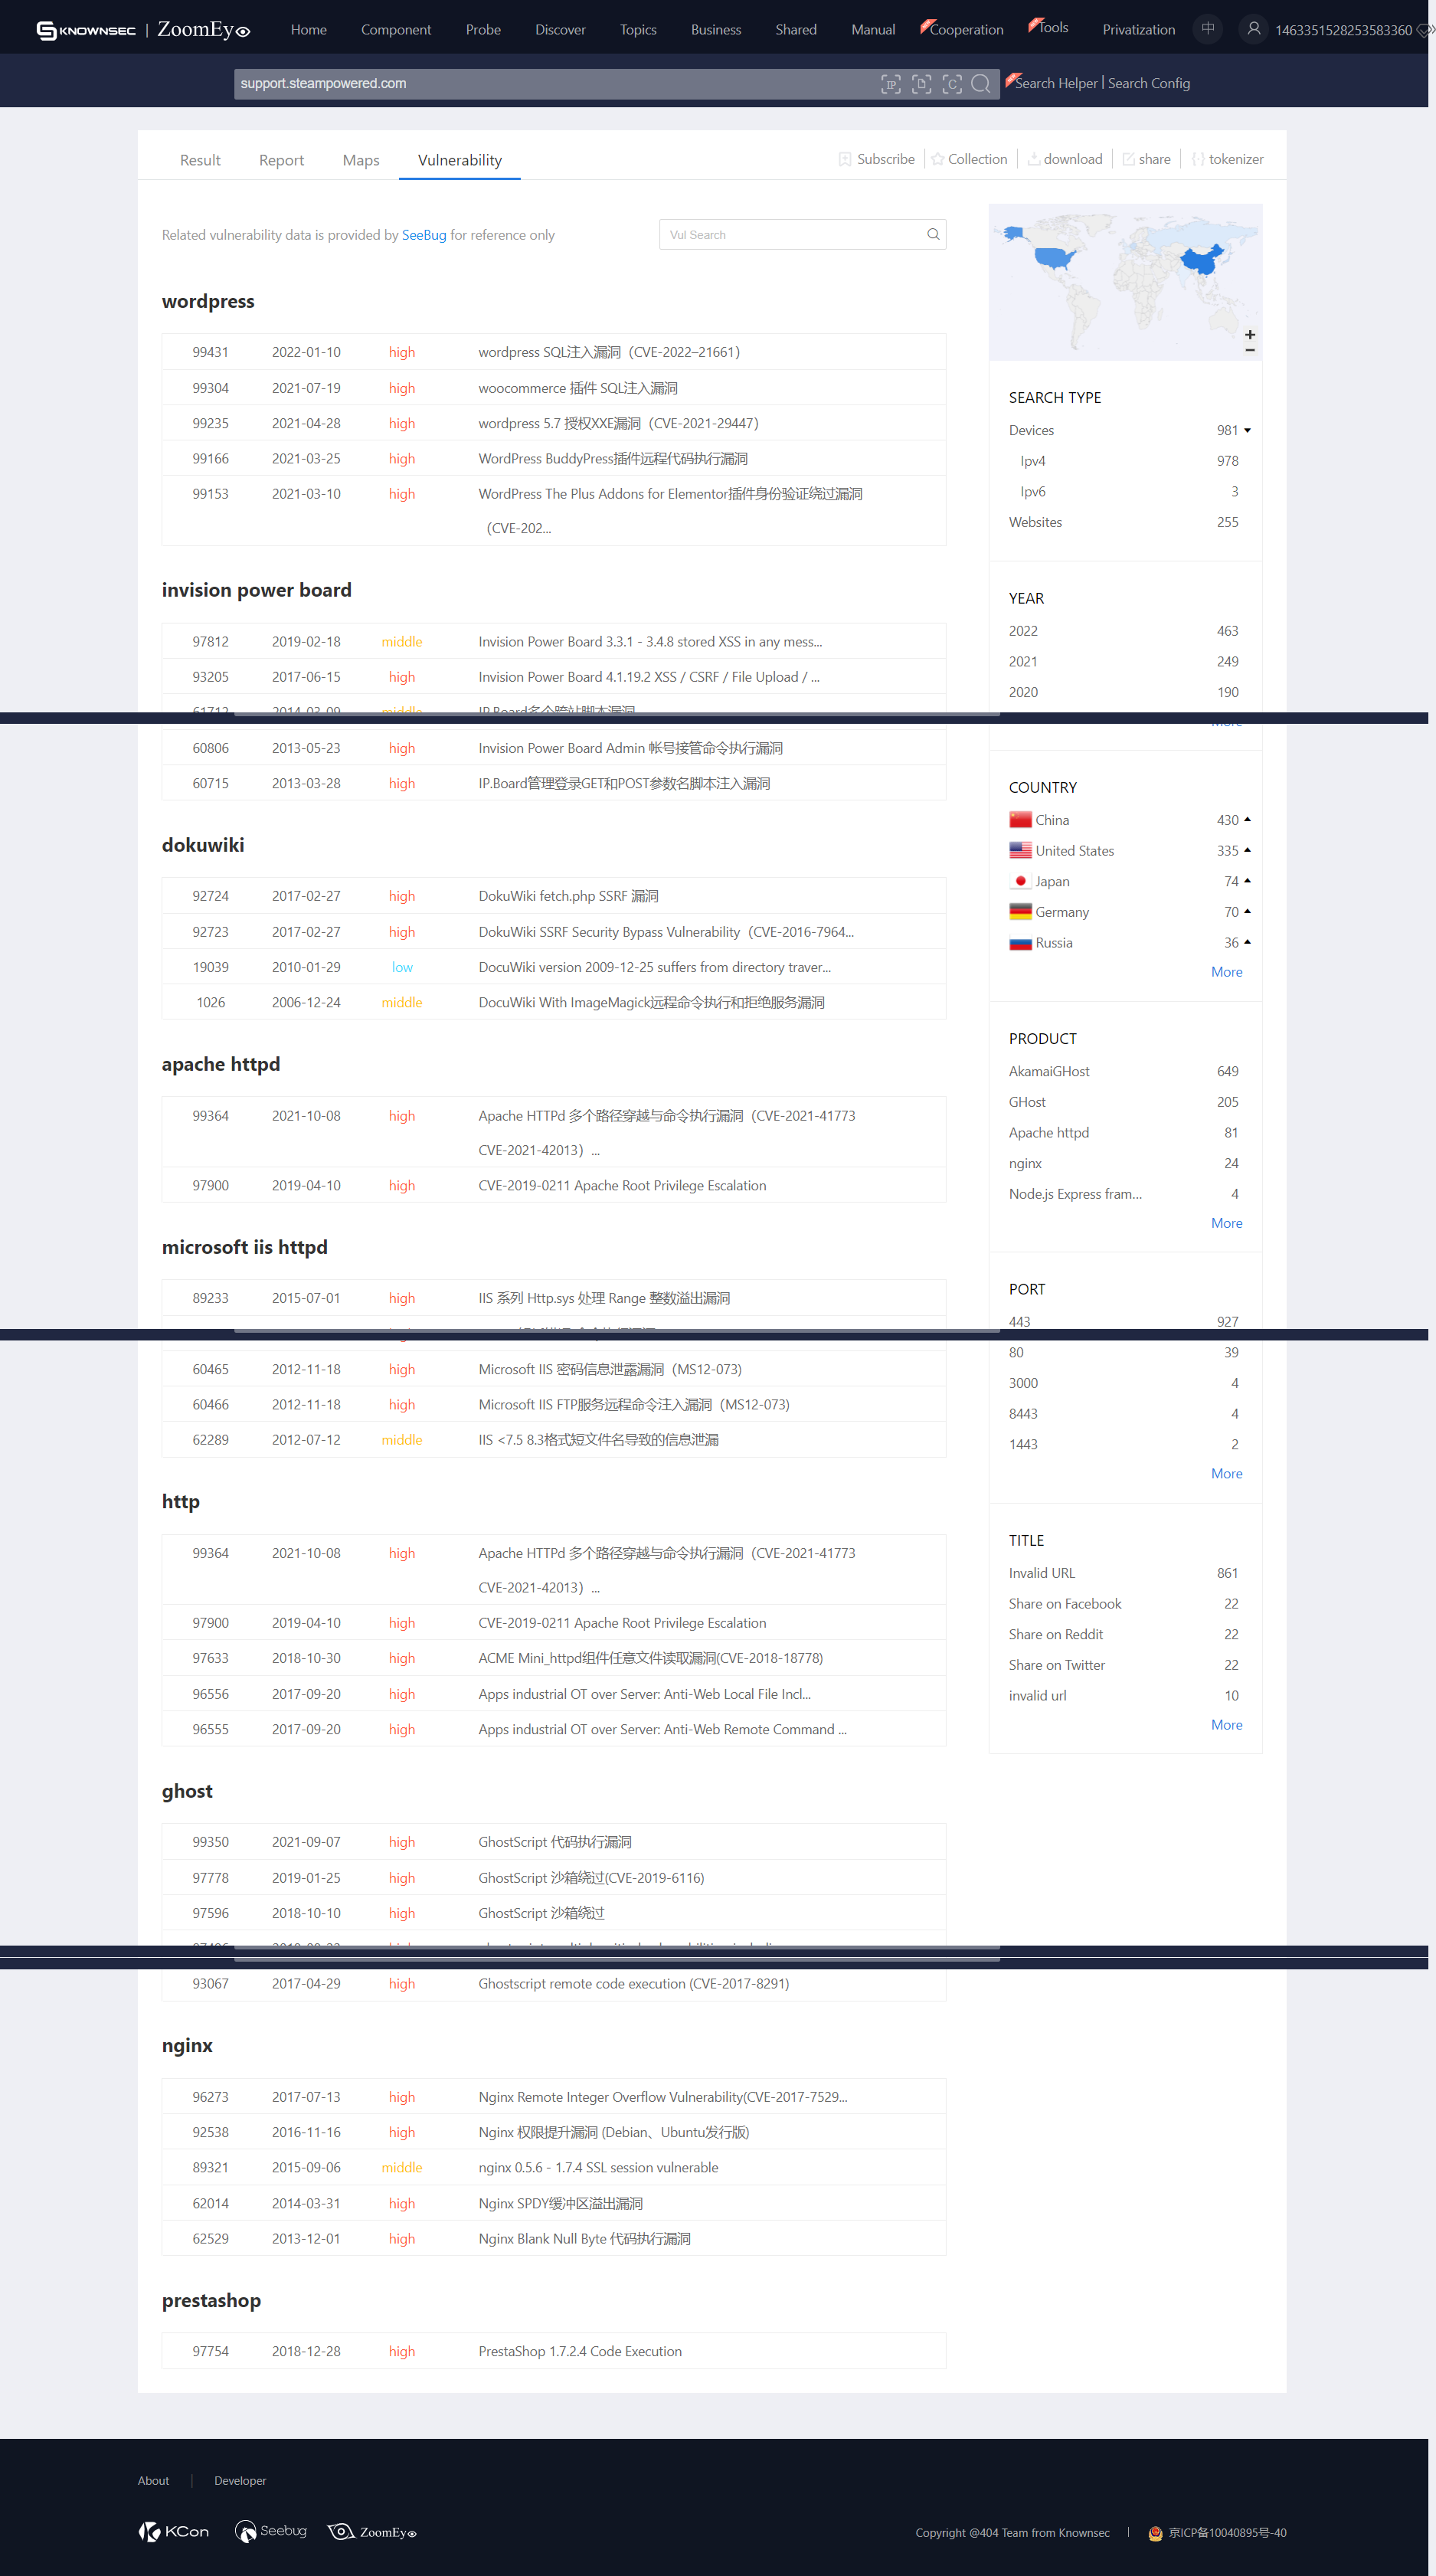 KNOWNSEC | ZoomEye Home Component Probe Discover Topics Business Shared Manual Cooperation Tools Privatization 中 1463351528253583360
support.steampowered.com Search Helper | Search Config
Result Report Maps Vulnerability Subscribe Collection download share tokenizer
Related vulnerability data is provided by SeeBug for reference only
Vul Search
wordpress
99431 2022-01-10 high wordpress SQL注入漏洞（CVE-2022–21661）
99304 2021-07-19 high woocommerce 插件 SQL注入漏洞
99235 2021-04-28 high wordpress 5.7 授权XXE漏洞（CVE-2021-29447）
99166 2021-03-25 high WordPress BuddyPress插件远程代码执行漏洞
99153 2021-03-10 high WordPress The Plus Addons for Elementor插件身份验证绕过漏洞
（CVE-202...
invision power board
97812 2019-02-18 middle Invision Power Board 3.3.1 - 3.4.8 stored XSS in any mess...
93205 2017-06-15 high Invision Power Board 4.1.19.2 XSS / CSRF / File Upload / ...
61712 2014-03-09 middle IP.Board多个跨站脚本漏洞
60806 2013-05-23 high Invision Power Board Admin 帐号接管命令执行漏洞
60715 2013-03-28 high IP.Board管理登录GET和POST参数名脚本注入漏洞
dokuwiki
92724 2017-02-27 high DokuWiki fetch.php SSRF 漏洞
92723 2017-02-27 high DokuWiki SSRF Security Bypass Vulnerability（CVE-2016-7964...
19039 2010-01-29 low DocuWiki version 2009-12-25 suffers from directory traver...
1026 2006-12-24 middle DocuWiki With ImageMagick远程命令执行和拒绝服务漏洞
apache httpd
99364 2021-10-08 high Apache HTTPd 多个路径穿越与命令执行漏洞（CVE-2021-41773
CVE-2021-42013）...
97900 2019-04-10 high CVE-2019-0211 Apache Root Privilege Escalation
microsoft iis httpd
89233 2015-07-01 high IIS 系列 Http.sys 处理 Range 整数溢出漏洞
60465 2012-11-18 high Microsoft IIS 密码信息泄露漏洞（MS12-073)
60466 2012-11-18 high Microsoft IIS FTP服务远程命令注入漏洞（MS12-073)
62289 2012-07-12 middle IIS <7.5 8.3格式短文件名导致的信息泄漏
http
99364 2021-10-08 high Apache HTTPd 多个路径穿越与命令执行漏洞（CVE-2021-41773
CVE-2021-42013）...
97900 2019-04-10 high CVE-2019-0211 Apache Root Privilege Escalation
97633 2018-10-30 high ACME Mini_httpd组件任意文件读取漏洞(CVE-2018-18778)
96556 2017-09-20 high Apps industrial OT over Server: Anti-Web Local File Incl...
96555 2017-09-20 high Apps industrial OT over Server: Anti-Web Remote Command ...
ghost
99350 2021-09-07 high GhostScript 代码执行漏洞
97778 2019-01-25 high GhostScript 沙箱绕过(CVE-2019-6116)
97596 2018-10-10 high GhostScript 沙箱绕过
93067 2017-04-29 high Ghostscript remote code execution (CVE-2017-8291)
nginx
96273 2017-07-13 high Nginx Remote Integer Overflow Vulnerability(CVE-2017-7529...
92538 2016-11-16 high Nginx 权限提升漏洞 (Debian、Ubuntu发行版)
89321 2015-09-06 middle nginx 0.5.6 - 1.7.4 SSL session vulnerable
62014 2014-03-31 high Nginx SPDY缓冲区溢出漏洞
62529 2013-12-01 high Nginx Blank Null Byte 代码执行漏洞
prestashop
97754 2018-12-28 high PrestaShop 1.7.2.4 Code Execution
+
−
SEARCH TYPE
Devices 981
Ipv4 978
Ipv6 3
Websites 255
YEAR
2022 463
2021 249
2020 190
More
COUNTRY
China 430
United States 335
Japan 74
Germany 70
Russia 36
More
PRODUCT
AkamaiGHost 649
GHost 205
Apache httpd 81
nginx 24
Node.js Express fram... 4
More
PORT
443 927
80 39
3000 4
8443 4
1443 2
More
TITLE
Invalid URL 861
Share on Facebook 22
Share on Reddit 22
Share on Twitter 22
invalid url 10
More
About | Developer
KCon Seebug ZoomEye
Copyright @404 Team from Knownsec | 京ICP备10040895号-40